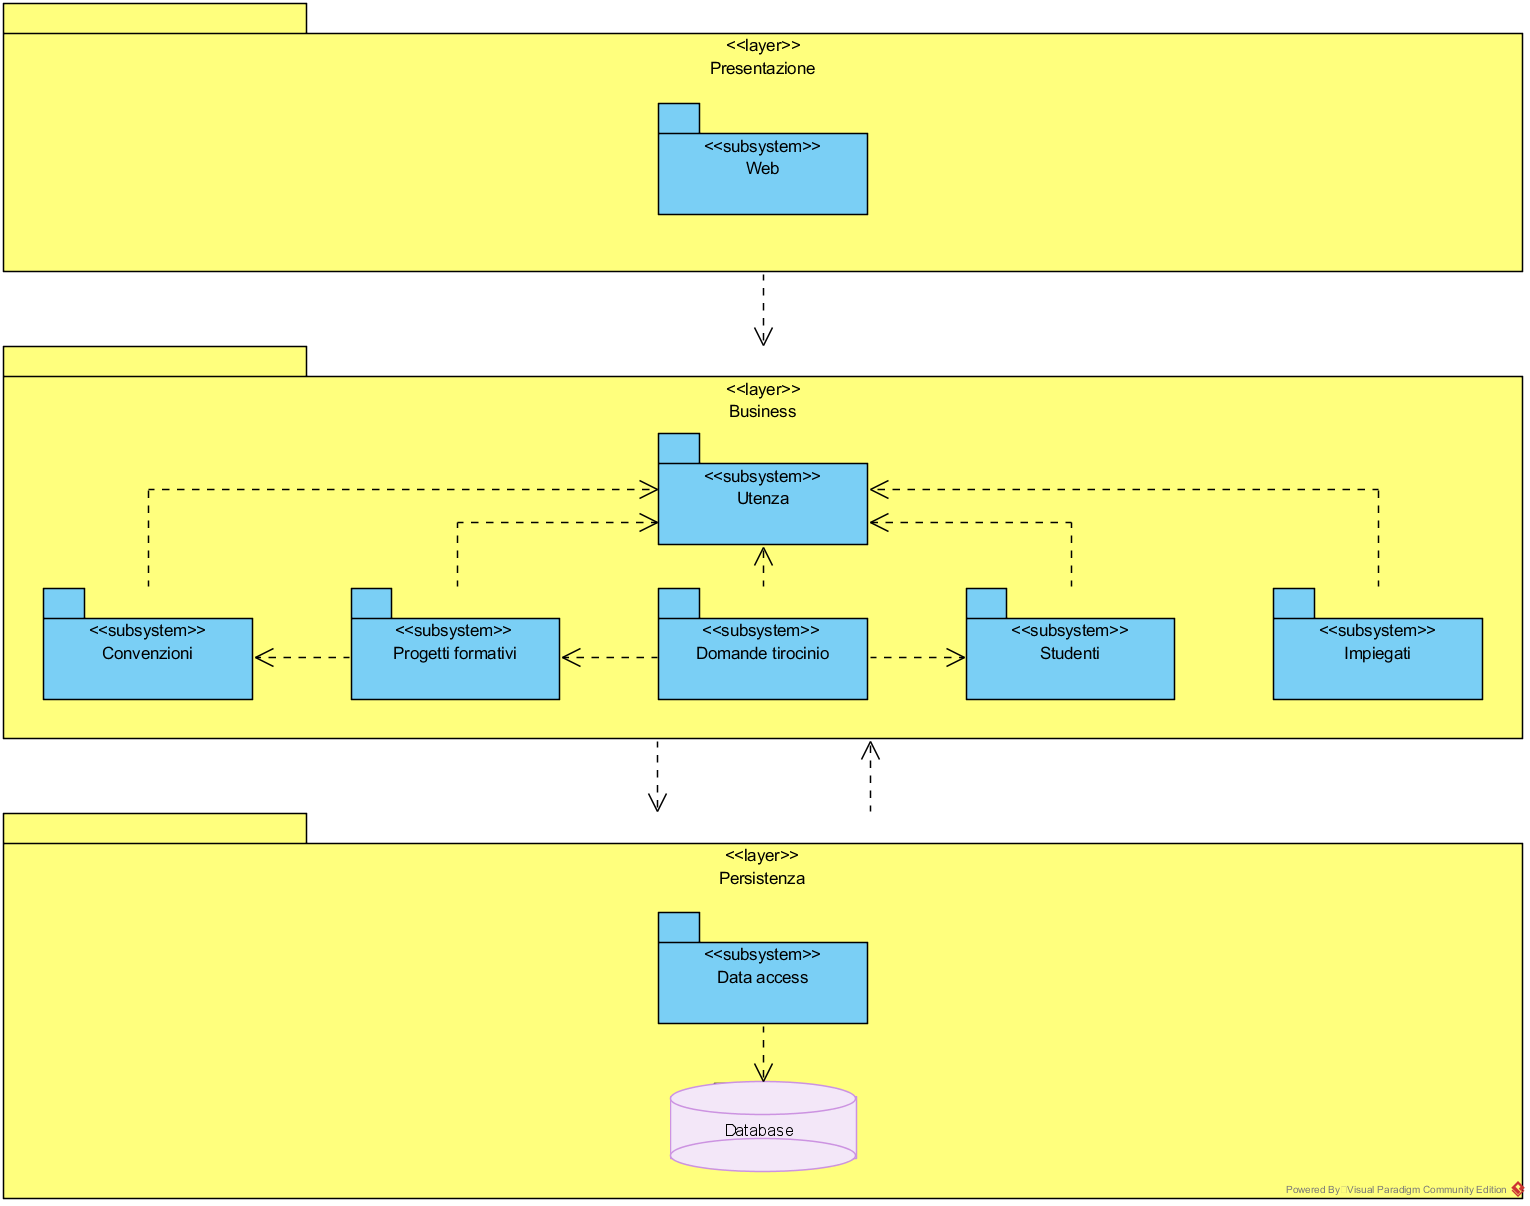 <<layer>>
Presentazione
<<subsystem>>
Web
<<layer>>
Business
<<subsystem>>
Utenza
<<subsystem>>
Convenzioni
<<subsystem>>
Progetti formativi
<<subsystem>>
Domande tirocinio
<<subsystem>>
Studenti
<<subsystem>>
Impiegati
<<layer>>
Persistenza
<<subsystem>>
Data access
Database
Powered By Visual Paradigm Community Edition